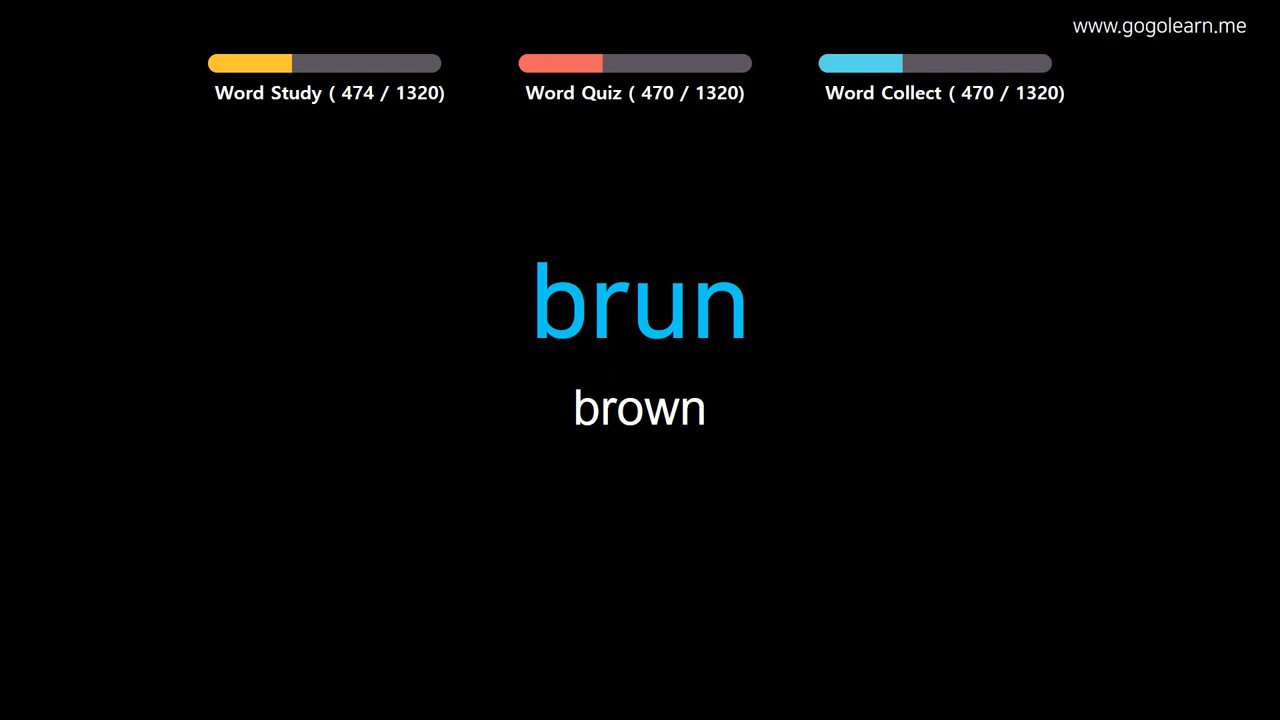 www.gogolearn.me
Word Study ( 474 / 1320)
Word Quiz ( 470 / 1320)
Word Collect ( 470 / 1320)
brun
brown